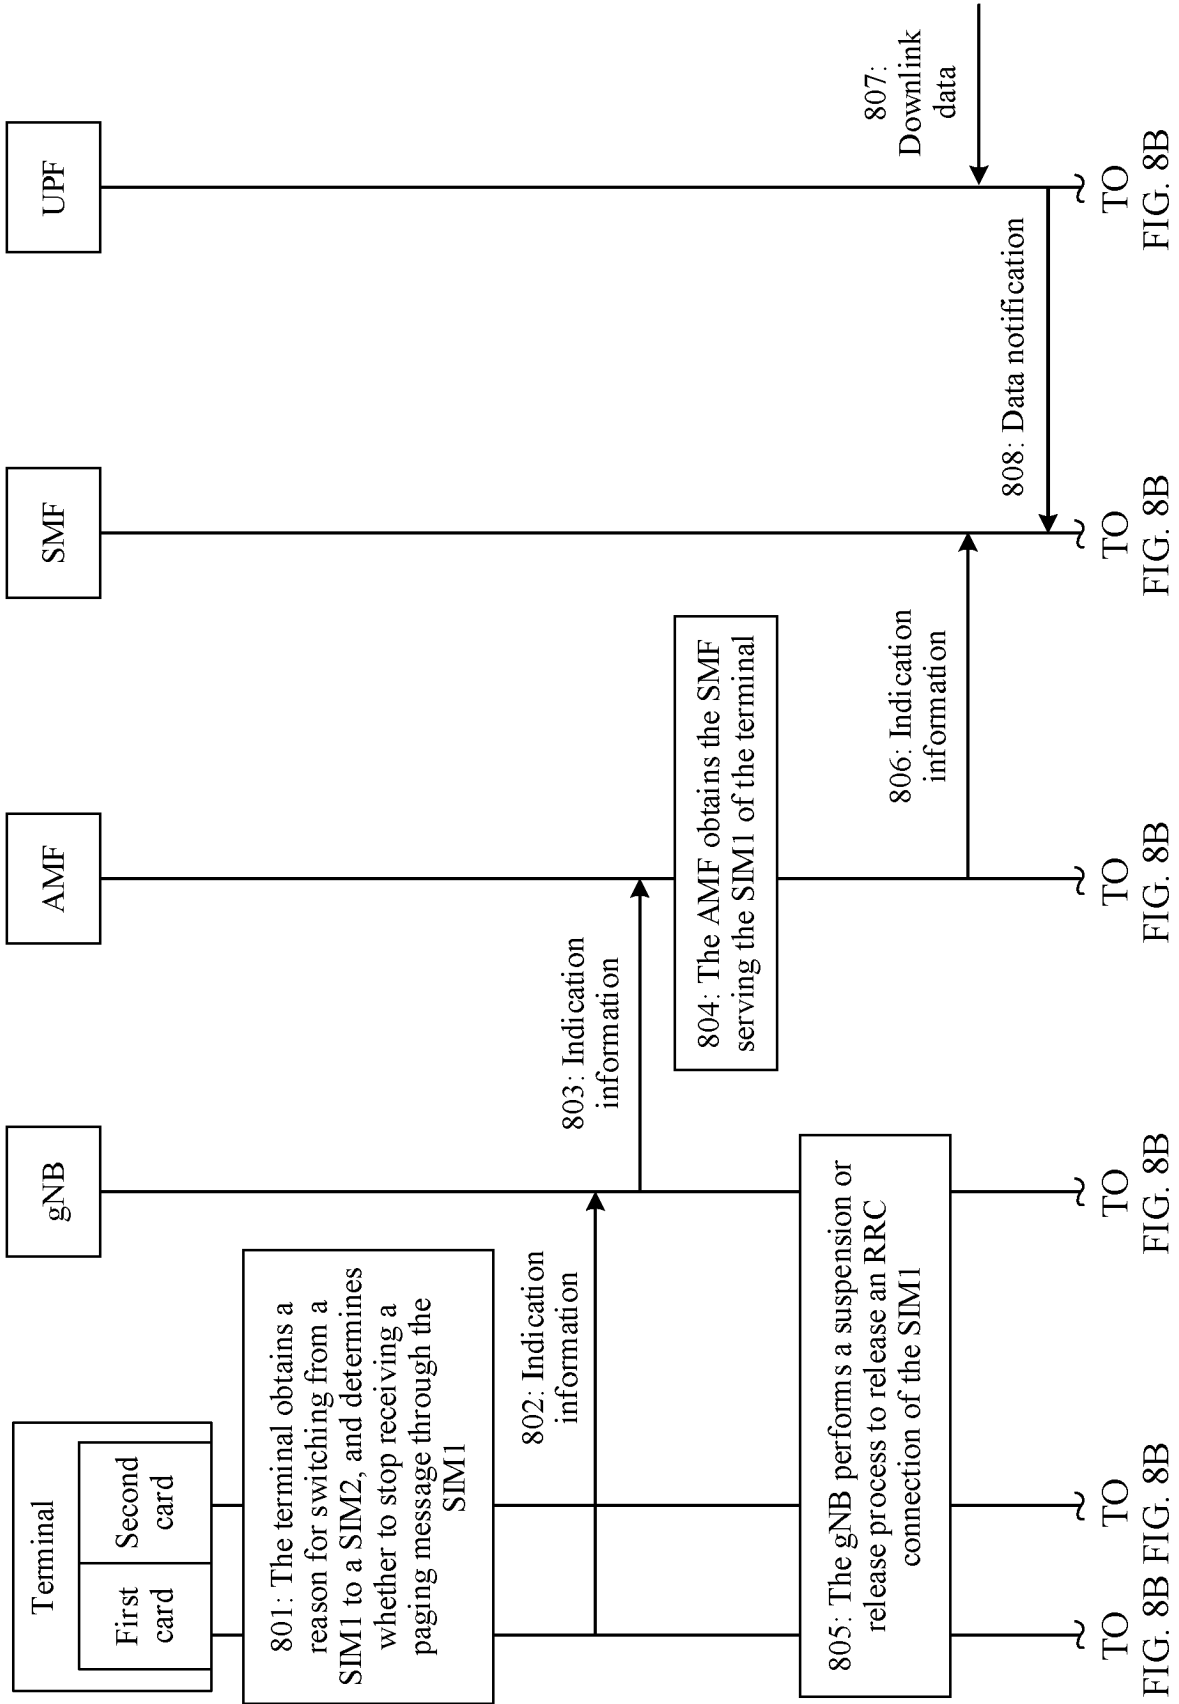 Terminal
First
card
Second
card
gNB
AMF
SMF
UPF
801: The terminal obtains a
reason for switching from a
SIM1 to a SIM2, and determines
whether to stop receiving a
paging message through the
SIM1
802: Indication
information
803: Indication
information
804: The AMF obtains the SMF
serving the SIM1 of the terminal
805: The gNB performs a suspension or
release process to release an RRC
connection of the SIM1
806: Indication
information
807:
Downlink
data
808: Data notification
TO
FIG. 8B
TO
FIG. 8B
TO
FIG. 8B
TO
FIG. 8B
TO
FIG. 8B
TO
FIG. 8B